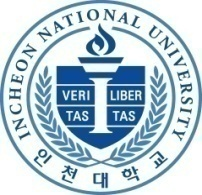 INCHEON NATIONAL UNIVERSITY
VERI LIBER
TAS TAS
인천대학교